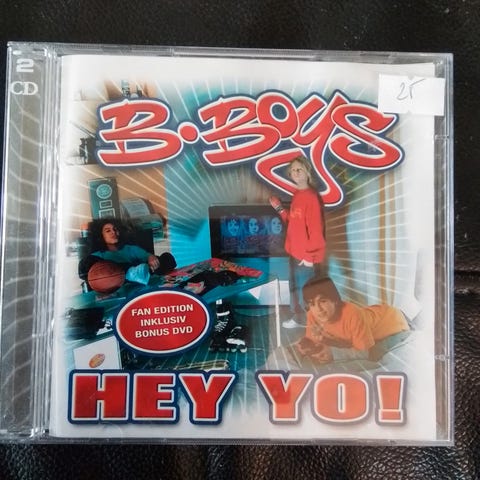 2
CD
B·BOYS
25
FAN EDITION
INKLUSIV
BONUS DVD
HEY YO!